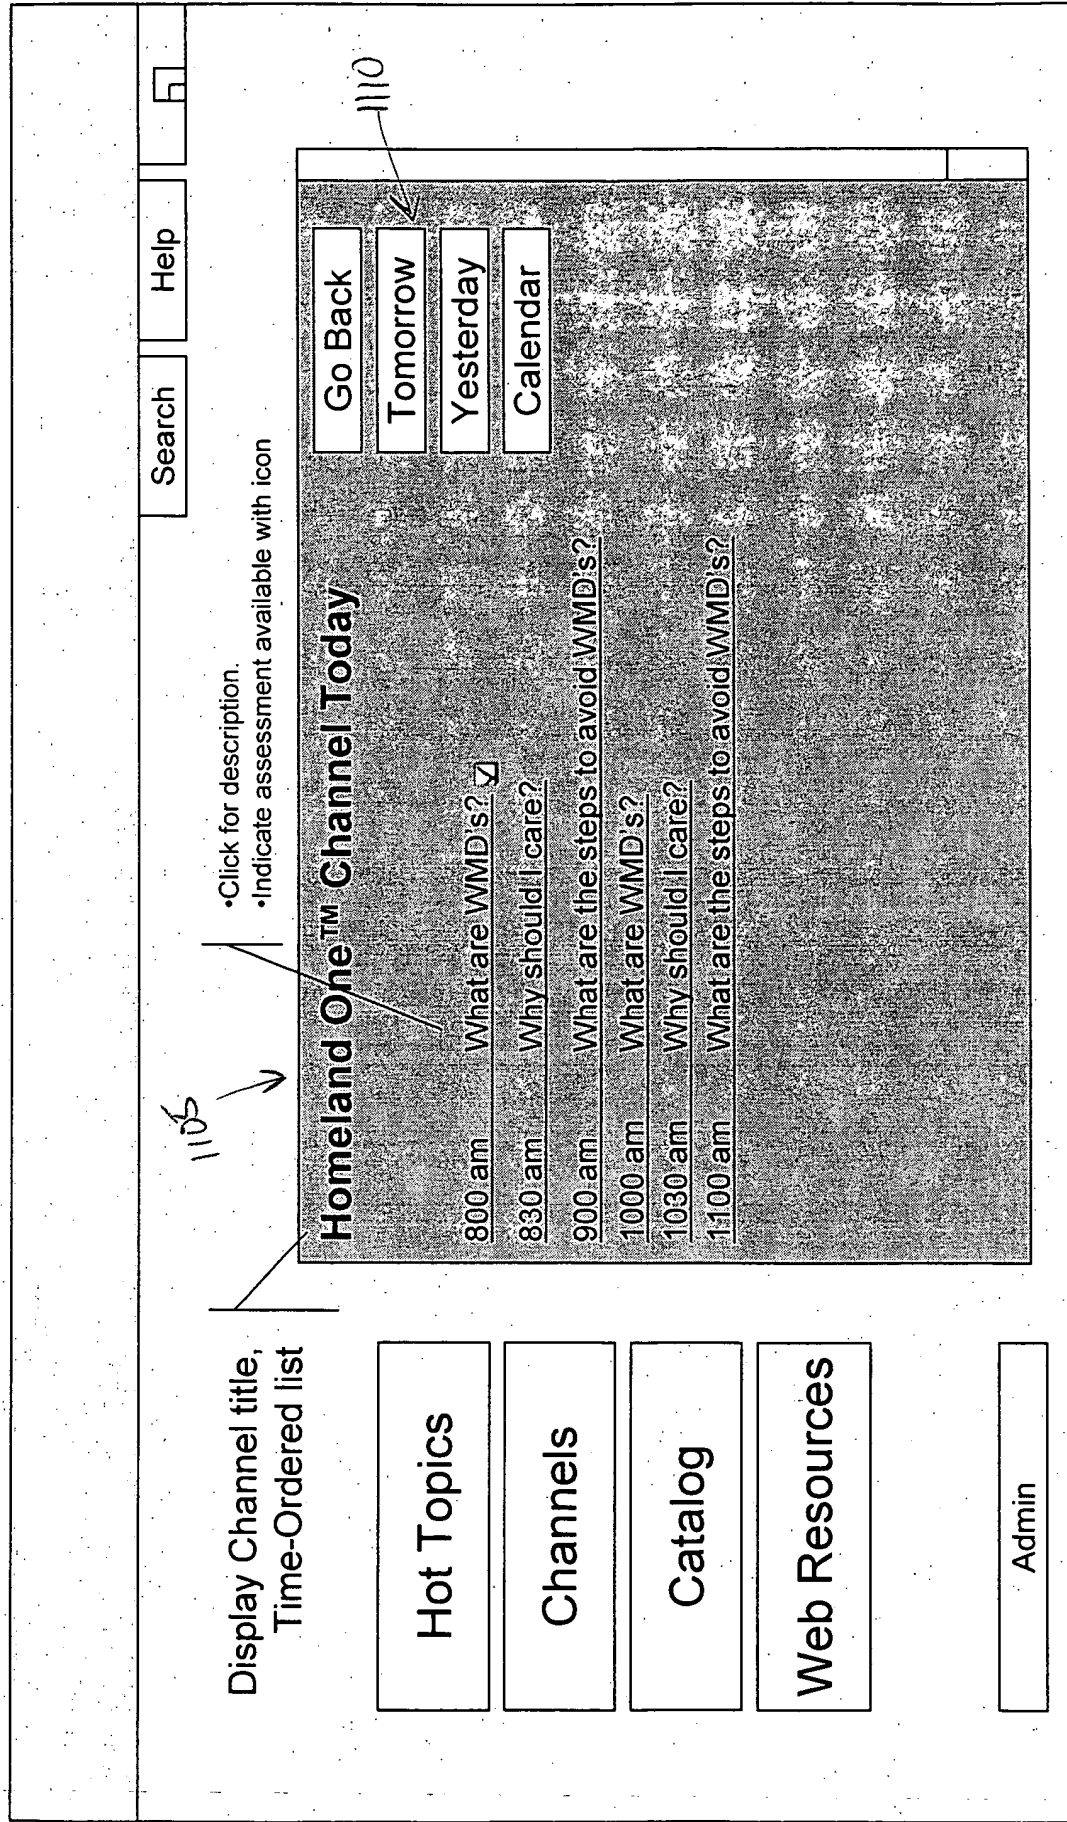 Search
Help
Display Channel title,
Time-Ordered list
1105
•Click for description.
•Indicate assessment available with icon
1110
Hot Topics
Channels
Catalog
Web Resources
Admin
Homeland One™ Channel Today
800 am What are WMD's?
830 am Why should I care?
900 am What are the steps to avoid WMD's?
1000 am What are WMD's?
1030 am Why should I care?
1100 am What are the steps to avoid WMD's?
Go Back
Tomorrow
Yesterday
Calendar